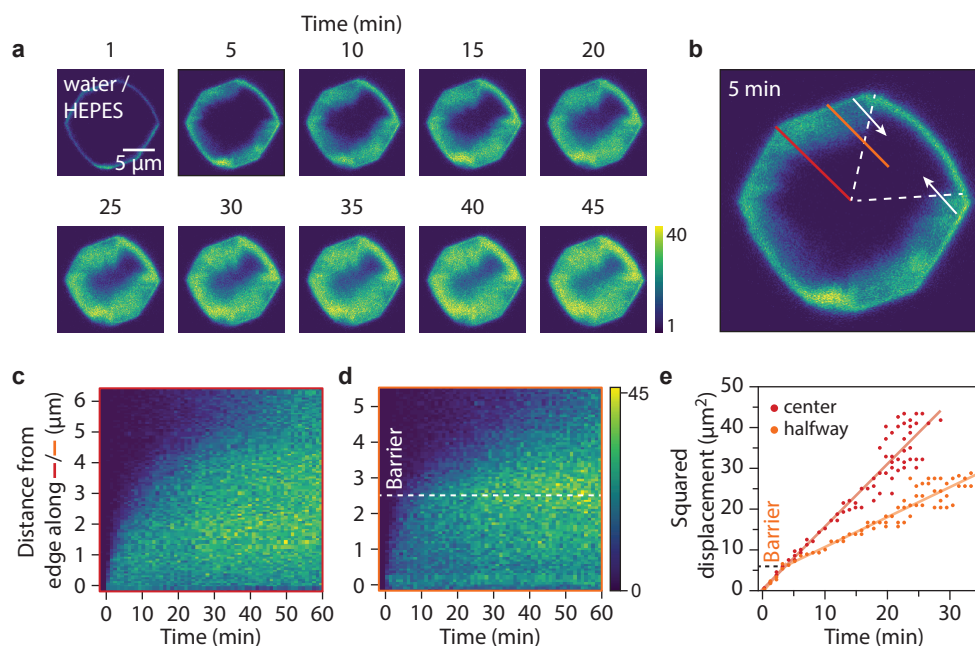 Time (min)
a
1 5 10 15 20
water /
HEPES
5 μm
25 30 35 40 45
40
1
b
5 min
c
Distance from
edge along – / – (μm)
6
5
4
3
2
1
0
0 10 20 30 40 50 60
Time (min)
d
5
4
3
2
1
0
Barrier
45
0
0 10 20 30 40 50 60
Time (min)
e
Squared
displacement (μm²)
50
40
30
20
10
0
center
halfway
Barrier
0 10 20 30
Time (min)